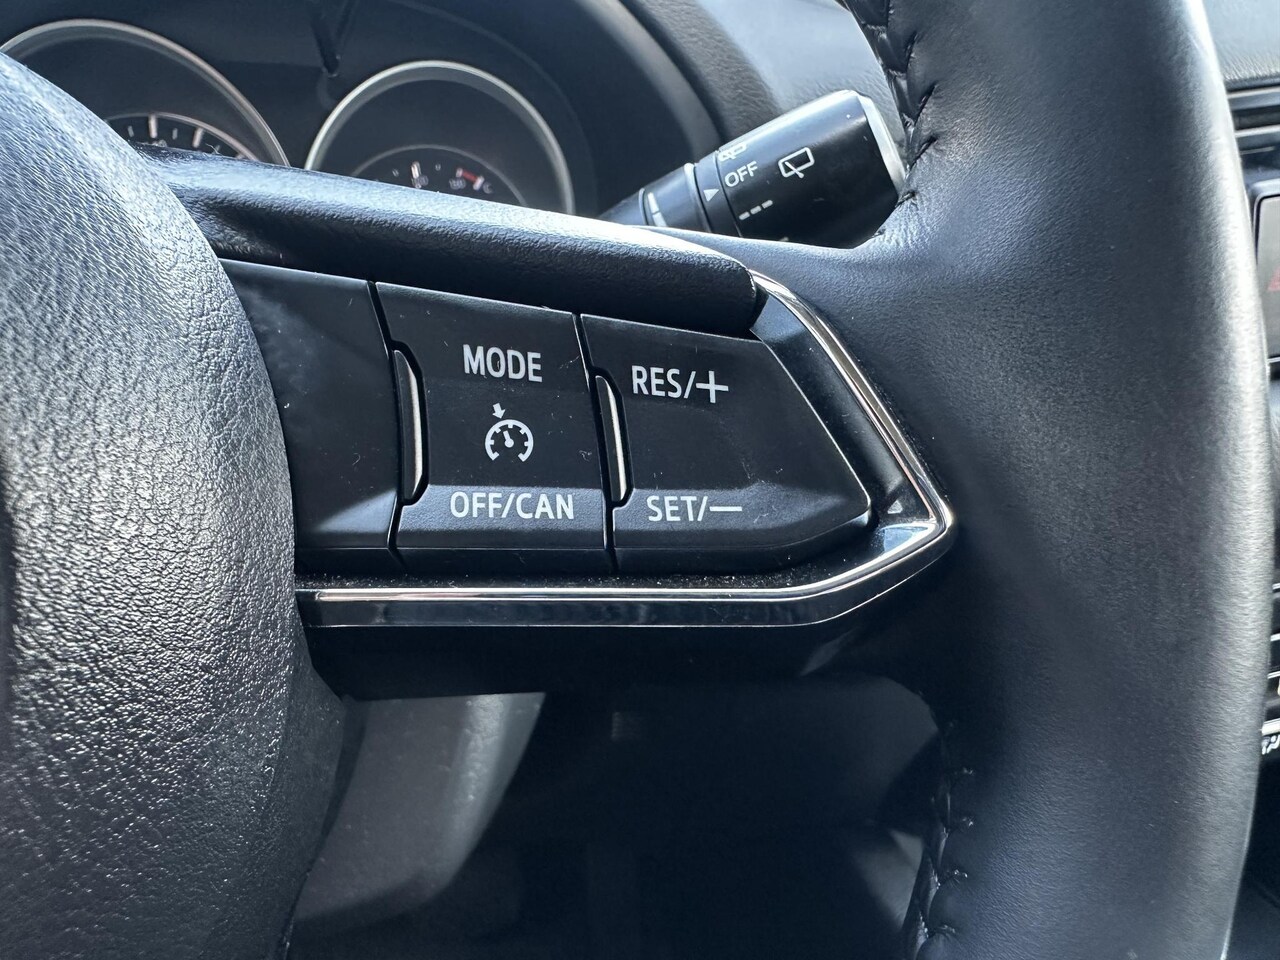 OFF
MODE
RES/+
OFF/CAN
SET/—